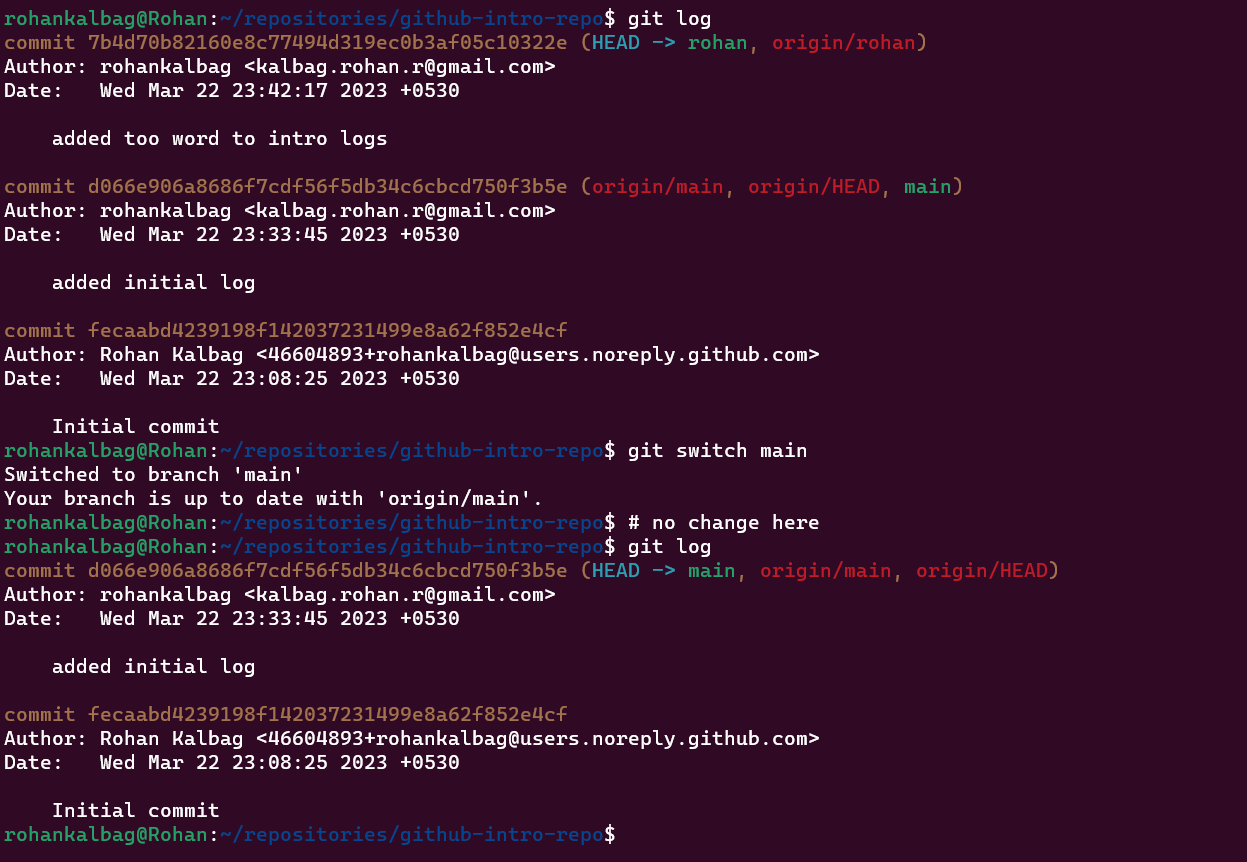 rohankalbag@Rohan:~/repositories/github-intro-repo$ git log
commit 7b4d70b82160e8c77494d319ec0b3af05c10322e (HEAD -> rohan, origin/rohan)
Author: rohankalbag <kalbag.rohan.r@gmail.com>
Date:   Wed Mar 22 23:42:17 2023 +0530
    added too word to intro logs
commit d066e906a8686f7cdf56f5db34c6cbcd750f3b5e (origin/main, origin/HEAD, main)
Author: rohankalbag <kalbag.rohan.r@gmail.com>
Date:   Wed Mar 22 23:33:45 2023 +0530
    added initial log
commit fecaabd4239198f142037231499e8a62f852e4cf
Author: Rohan Kalbag <46604893+rohankalbag@users.noreply.github.com>
Date:   Wed Mar 22 23:08:25 2023 +0530
    Initial commit
rohankalbag@Rohan:~/repositories/github-intro-repo$ git switch main
Switched to branch 'main'
Your branch is up to date with 'origin/main'.
rohankalbag@Rohan:~/repositories/github-intro-repo$ # no change here
rohankalbag@Rohan:~/repositories/github-intro-repo$ git log
commit d066e906a8686f7cdf56f5db34c6cbcd750f3b5e (HEAD -> main, origin/main, origin/HEAD)
Author: rohankalbag <kalbag.rohan.r@gmail.com>
Date:   Wed Mar 22 23:33:45 2023 +0530
    added initial log
commit fecaabd4239198f142037231499e8a62f852e4cf
Author: Rohan Kalbag <46604893+rohankalbag@users.noreply.github.com>
Date:   Wed Mar 22 23:08:25 2023 +0530
    Initial commit
rohankalbag@Rohan:~/repositories/github-intro-repo$